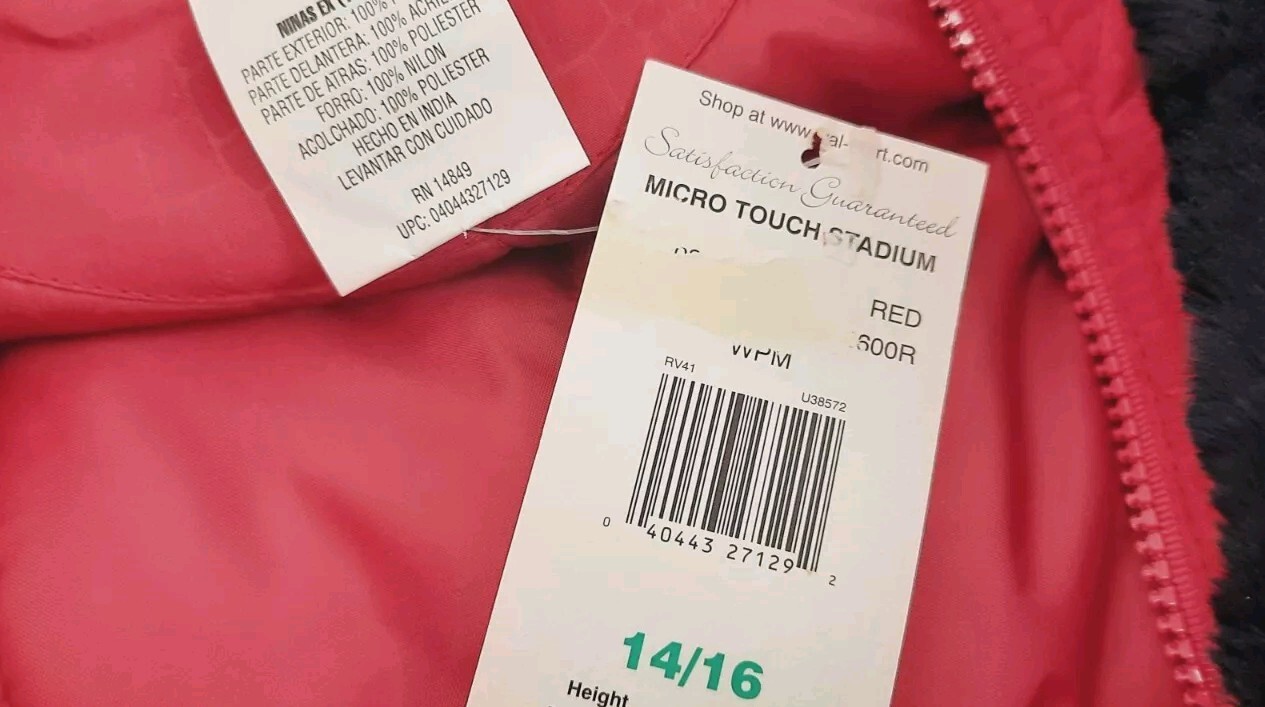 PARTE EXTERIOR: 100%
PARTE DELANTERA: 100%
PARTE DE ATRAS: 100% POLIESTER
FORRO: 100% NILON
ACOLCHADO: 100% POLIESTER
HECHO EN INDIA
LEVANTAR CON CUIDADO
RN 14849
UPC: 04044327129
Shop at www. al- rt.com
Satisfaction Guaranteed
MICRO TOUCH STADIUM
RED
600R
WPM
RV41
U38572
0 40443 27129 2
14/16
Height